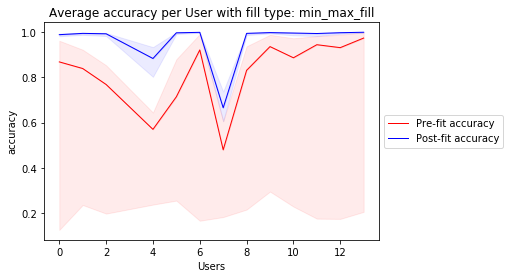 Average accuracy per User with fill type: min_max_fill
1.0
0.8
0.6
0.4
0.2
accuracy
0 2 4 6 8 10 12
Users
Pre-fit accuracy
Post-fit accuracy